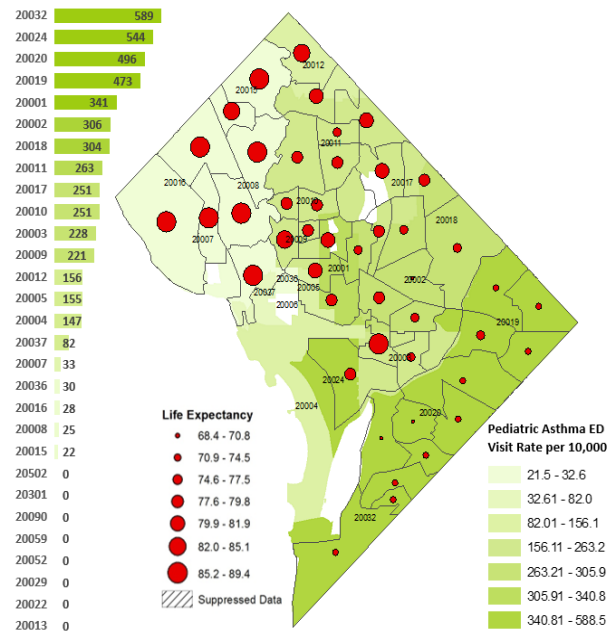 20032 589
20024 544
20020 496
20019 473
20001 341
20002 306
20018 304
20011 263
20017 251
20010 251
20003 228
20009 221
20012 156
20005 155
20004 147
20037 82
20007 33
20036 30
20016 28
20008 25
20015 22
20502 0
20301 0
20090 0
20059 0
20052 0
20029 0
20022 0
20013 0
20012
20015
20011
20016
20008
20017
20010
20018
20007
20009
20001
20036
20002
20037
20005
20006
20019
20003
20024
20004
20020
20032
Life Expectancy
68.4 - 70.8
70.9 - 74.5
74.6 - 77.5
77.6 - 79.8
79.9 - 81.9
82.0 - 85.1
85.2 - 89.4
Suppressed Data
Pediatric Asthma ED
Visit Rate per 10,000
21.5 - 32.6
32.61 - 82.0
82.01 - 156.1
156.11 - 263.2
263.21 - 305.9
305.91 - 340.8
340.81 - 588.5